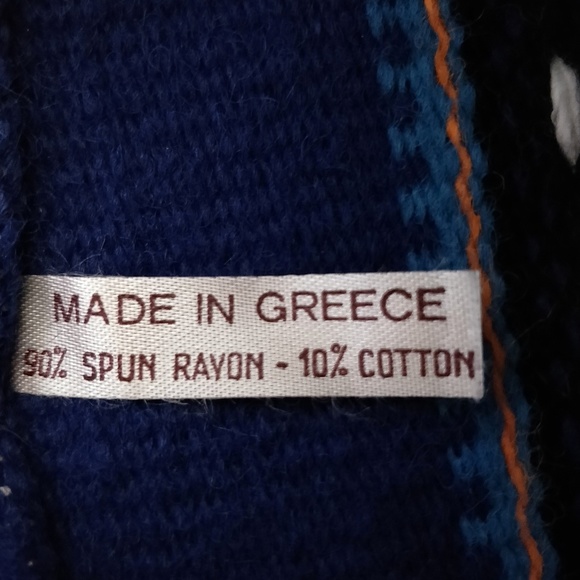 MADE IN GREECE
90% SPUN RAYON - 10% COTTON